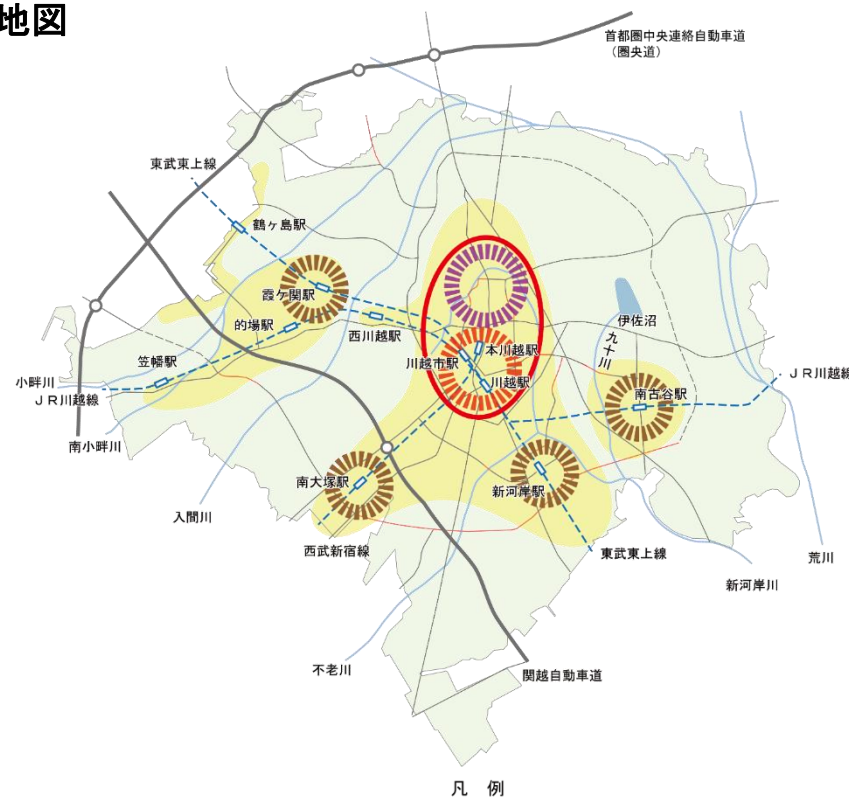 地図
首都圏中央連絡自動車道
（圏央道）
東武東上線
鶴ヶ島駅
霞ケ関駅
的場駅
西川越駅
伊佐沼
九十川
本川越駅
川越市駅
笠幡駅
川越駅
小畔川
ＪＲ川越線
ＪＲ川越線
南古谷駅
南小畔川
南大塚駅
新河岸駅
入間川
西武新宿線
東武東上線
荒川
新河岸川
不老川
関越自動車道
凡　例